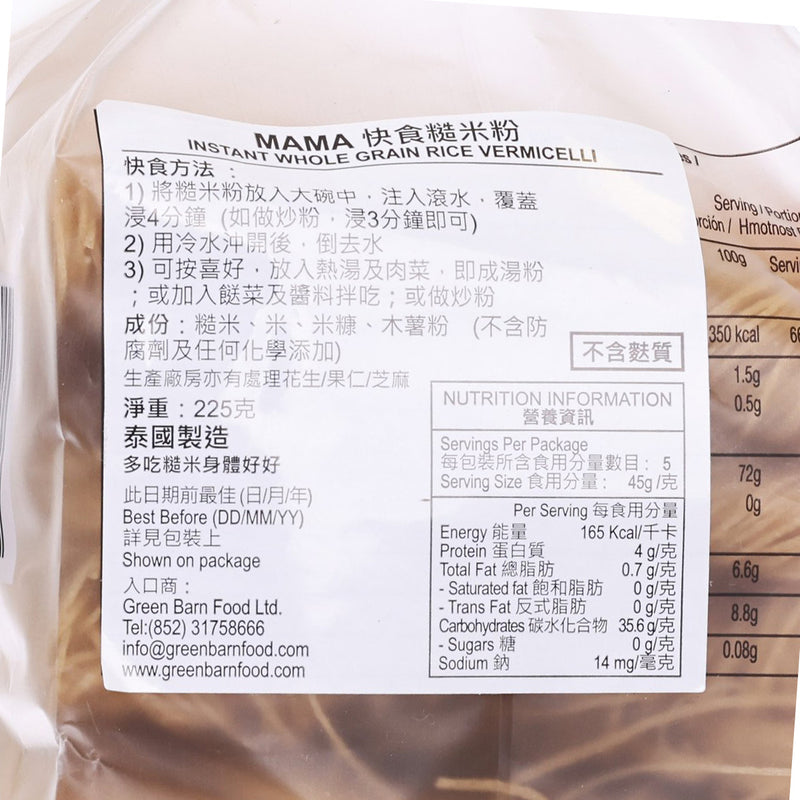 MAMA 快食糙米粉
INSTANT WHOLE GRAIN RICE VERMICELLI
快食方法：
1) 將糙米粉放入大碗中，注入滾水，覆蓋
浸4分鐘 (如做炒粉，浸3分鐘即可)
2) 用冷水沖開後，倒去水
3) 可按喜好，放入熱湯及肉菜，即成湯粉
；或加入餸菜及醬料拌吃；或做炒粉
成份：糙米、米、米糠、木薯粉 (不含防
腐劑及任何化學添加)
不含麩質
生產廠房亦有處理花生/果仁/芝麻
淨重：225克
泰國製造
多吃糙米身體好好
此日期前最佳 (日/月/年)
Best Before (DD/MM/YY)
詳見包裝上
Shown on package
入口商：
Green Barn Food Ltd.
Tel:(852) 31758666
info@greenbarnfood.com
www.greenbarnfood.com
NUTRITION INFORMATION
營養資訊
Servings Per Package
每包裝所含食用分量數目： 5
Serving Size 食用分量： 45g /克
Per Serving 每食用分量
Energy 能量 165 Kcal/千卡
Protein 蛋白質 4 g/克
Total Fat 總脂肪 0.7 g/克
- Saturated fat 飽和脂肪 0 g/克
- Trans Fat 反式脂肪 0 g/克
Carbohydrates 碳水化合物 35.6 g/克
- Sugars 糖 0 g/克
Sodium 鈉 14 mg/毫克
Serving / Portion
/ Hmotnost
100g Servi
350 kcal 66
1.5g
0.5g
72g
0g
6.6g
8.8g
0.08g